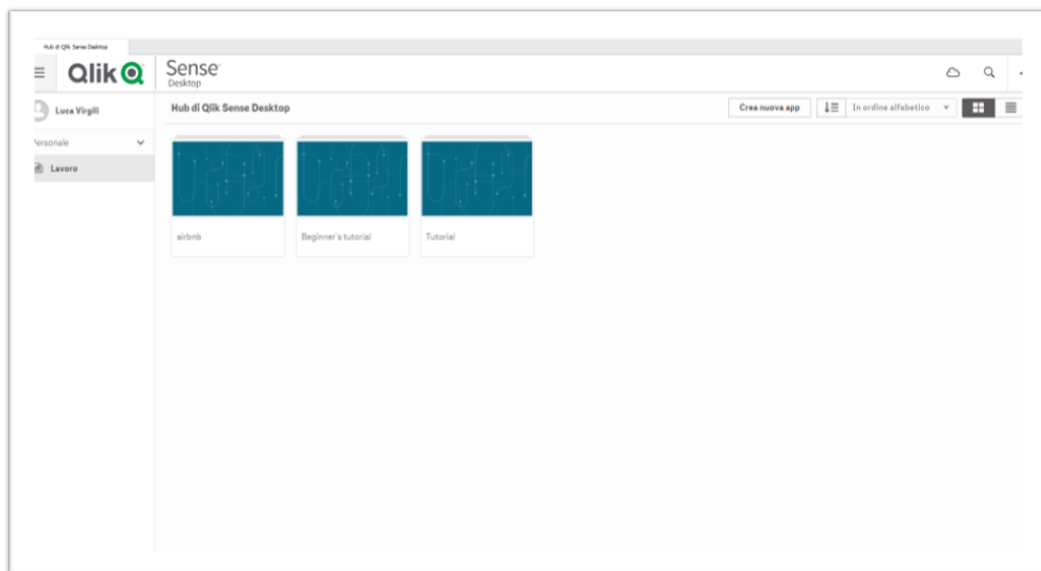 Hub di Qlik Sense Desktop
Qlik
Sense
Desktop
Luca Virgili
Hub di Qlik Sense Desktop
Crea nuova app
In ordine alfabetico
Personale
Lavoro
airbnb
Beginner's tutorial
Tutorial